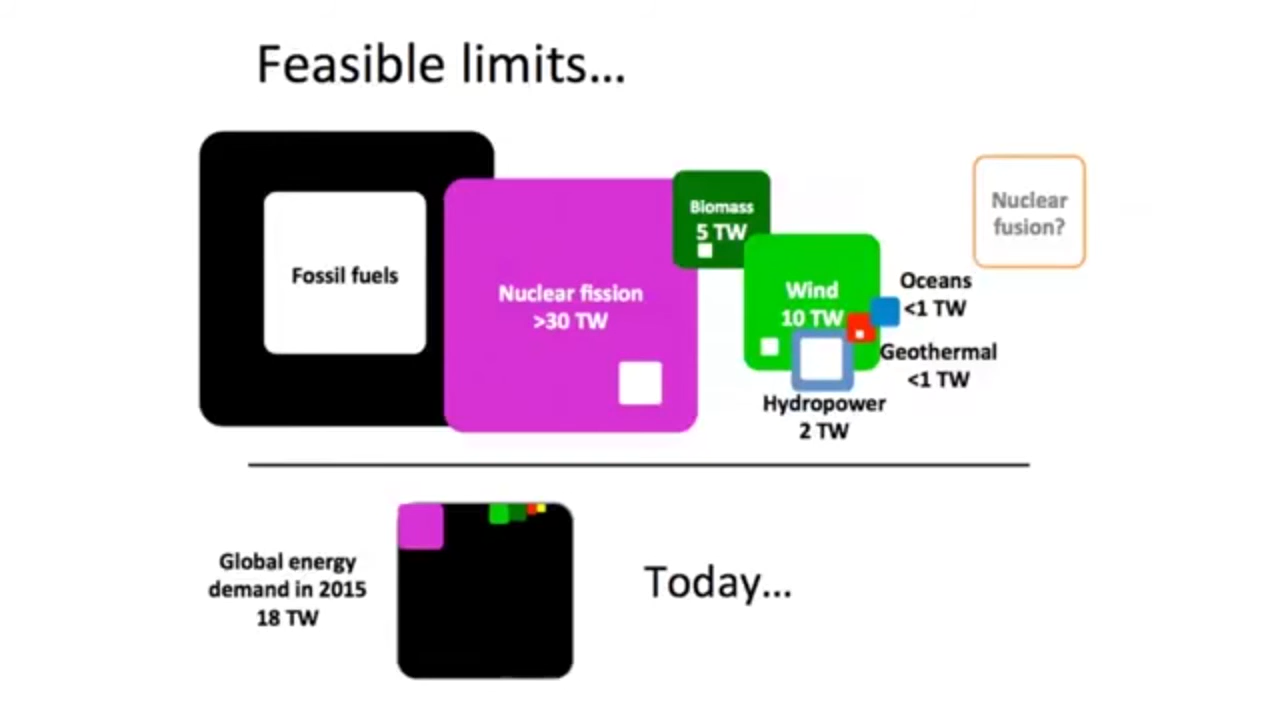 Feasible limits...
Fossil fuels
Nuclear fission
>30 TW
Biomass
5 TW
Wind
10 TW
Oceans
<1 TW
Geothermal
<1 TW
Hydropower
2 TW
Nuclear
fusion?
Global energy
demand in 2015
18 TW
Today...